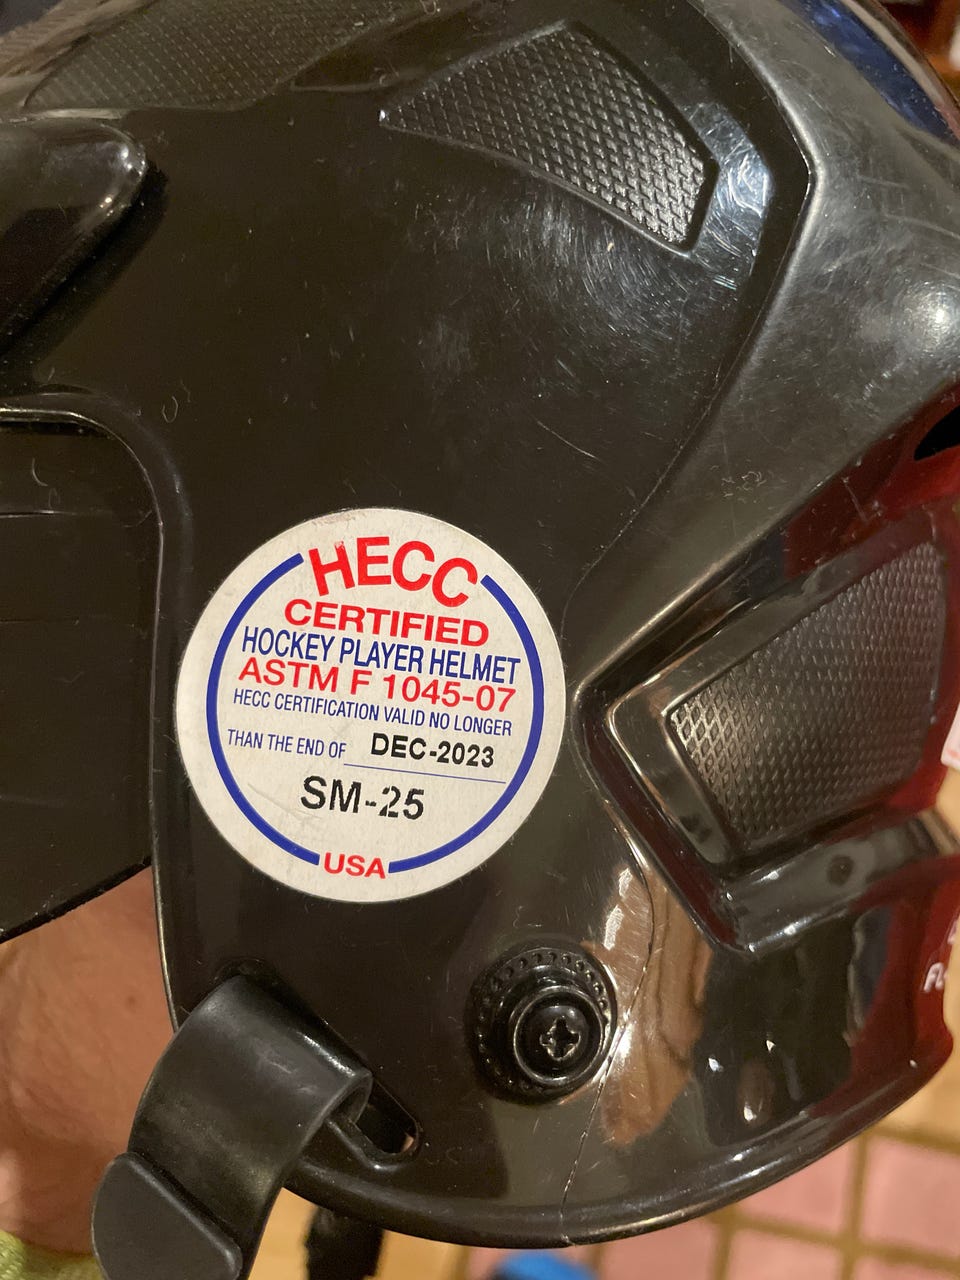 HECC
CERTIFIED
HOCKEY PLAYER HELMET
ASTM F 1045-07
HECC CERTIFICATION VALID NO LONGER
THAN THE END OF DEC-2023
SM-25
USA